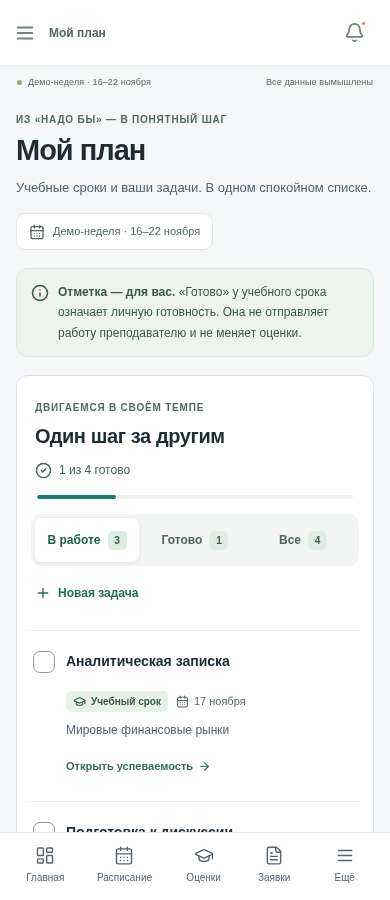 Мой план
Демо-неделя · 16–22 ноября
Все данные вымышлены
ИЗ «НАДО БЫ» — В ПОНЯТНЫЙ ШАГ
Мой план
Учебные сроки и ваши задачи. В одном спокойном списке.
Демо-неделя · 16–22 ноября
Отметка — для вас. «Готово» у учебного срока
означает личную готовность. Она не отправляет
работу преподавателю и не меняет оценки.
ДВИГАЕМСЯ В СВОЁМ ТЕМПЕ
Один шаг за другим
1 из 4 готово
В работе 3 Готово 1 Все 4
Новая задача
Аналитическая записка
Учебный срок 17 ноября
Мировые финансовые рынки
Открыть успеваемость
Подготовка к дискуссии
Главная Расписание Оценки Заявки Ещё